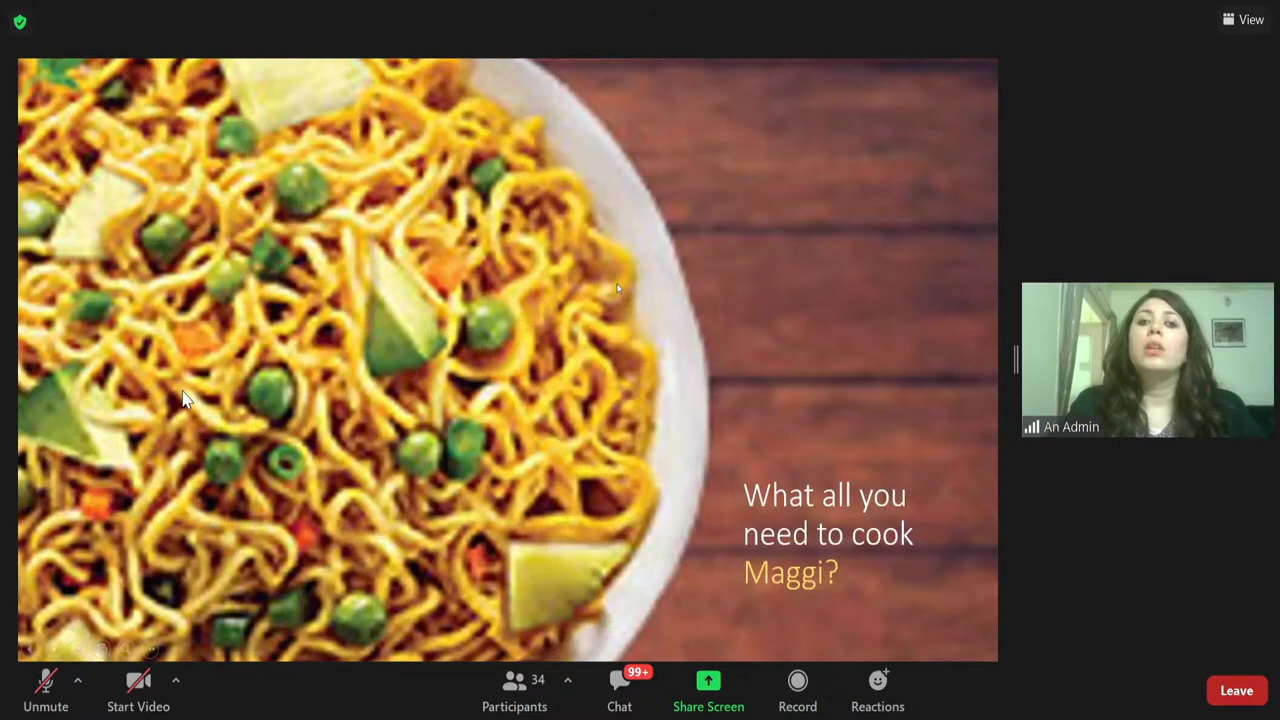 View
What all you
need to cook
Maggi?
An Admin
Unmute
Start Video
34
Participants
99+
Chat
Share Screen
Record
Reactions
Leave